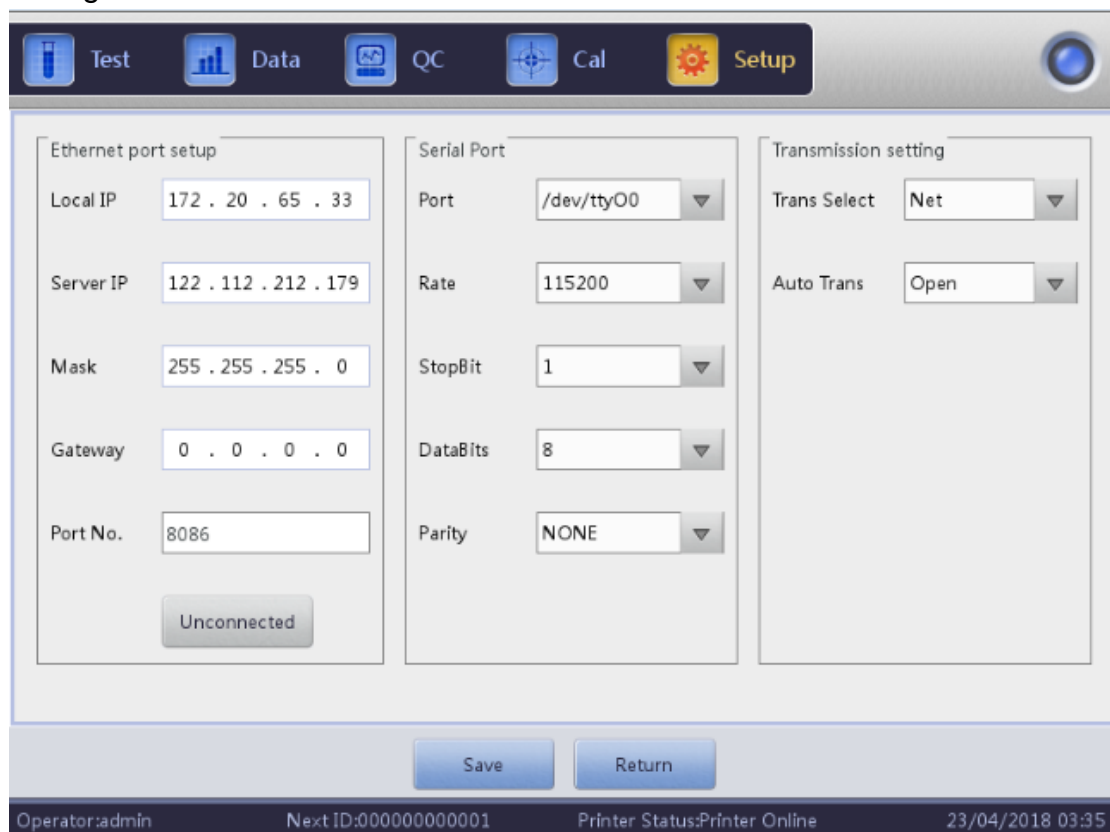 Test Data QC Cal Setup
Ethernet port setup
Local IP 172 . 20 . 65 . 33
Server IP 122 . 112 . 212 . 179
Mask 255 . 255 . 255 . 0
Gateway 0 . 0 . 0 . 0
Port No. 8086
Unconnected
Serial Port
Port /dev/ttyO0
Rate 115200
StopBit 1
DataBits 8
Parity NONE
Transmission setting
Trans Select Net
Auto Trans Open
Save Return
Operator:admin Next ID:000000000001 Printer Status:Printer Online 23/04/2018 03:35